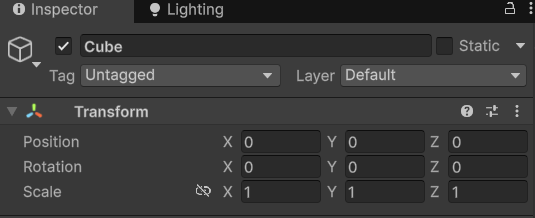 Inspector Lighting
Cube Static
Tag Untagged Layer Default
Transform
Position X 0 Y 0 Z 0
Rotation X 0 Y 0 Z 0
Scale X 1 Y 1 Z 1